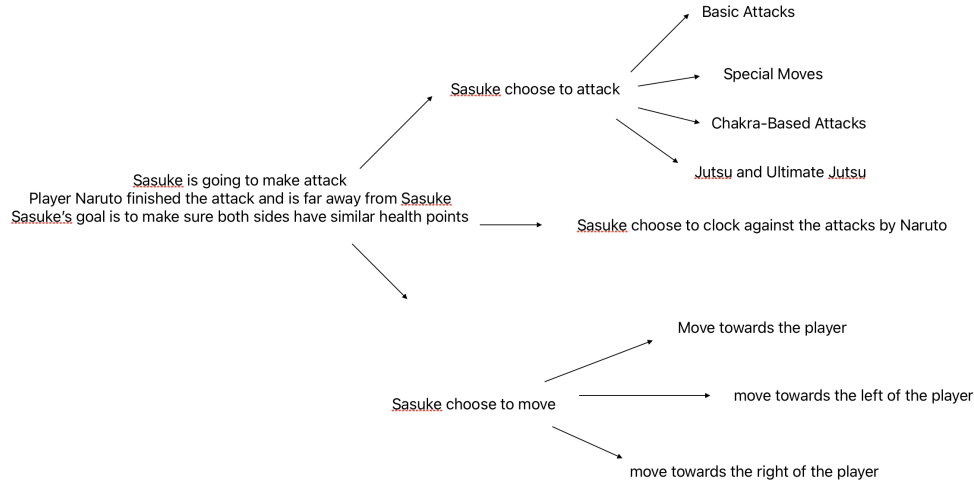 Basic Attacks
Special Moves
Sasuke choose to attack
Chakra-Based Attacks
Jutsu and Ultimate Jutsu
Sasuke is going to make attack
Player Naruto finished the attack and is far away from Sasuke
Sasuke's goal is to make sure both sides have similar health points
Sasuke choose to clock against the attacks by Naruto
Move towards the player
move towards the left of the player
Sasuke choose to move
move towards the right of the player